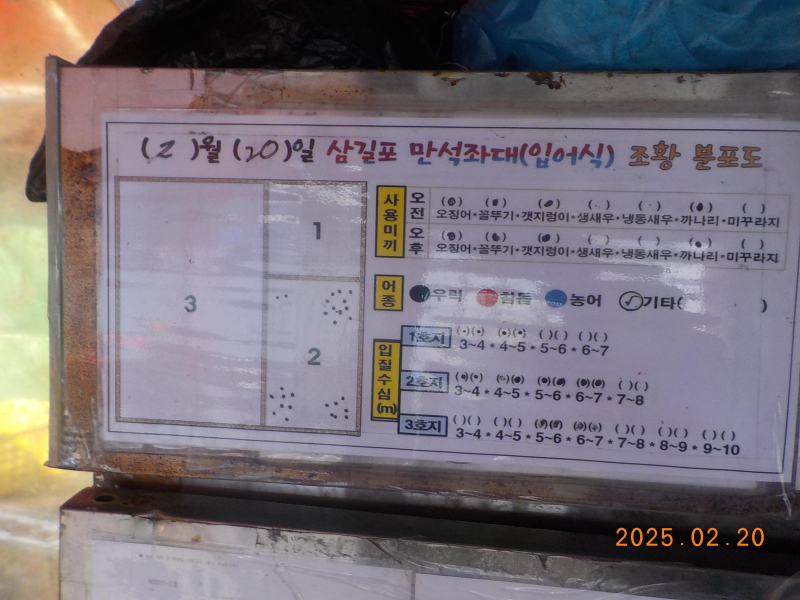 (2)월 (20)일 삼길포 만석좌대(입어식) 조황 분포도
1
2
3
사용미끼
오전
오징어•꼴뚜기•갯지렁이•생새우•냉동새우•까나리•미꾸라지
오후
오징어•꼴뚜기•갯지렁이•생새우•냉동새우•까나리•미꾸라지
어종
우럭 참돔 농어 기타( )
입질수심(m)
1호지
3~4 • 4~5 • 5~6 • 6~7
2호지
3~4 • 4~5 • 5~6 • 6~7 • 7~8
3호지
3~4 • 4~5 • 5~6 • 6~7 • 7~8 • 8~9 • 9~10
2025.02.20